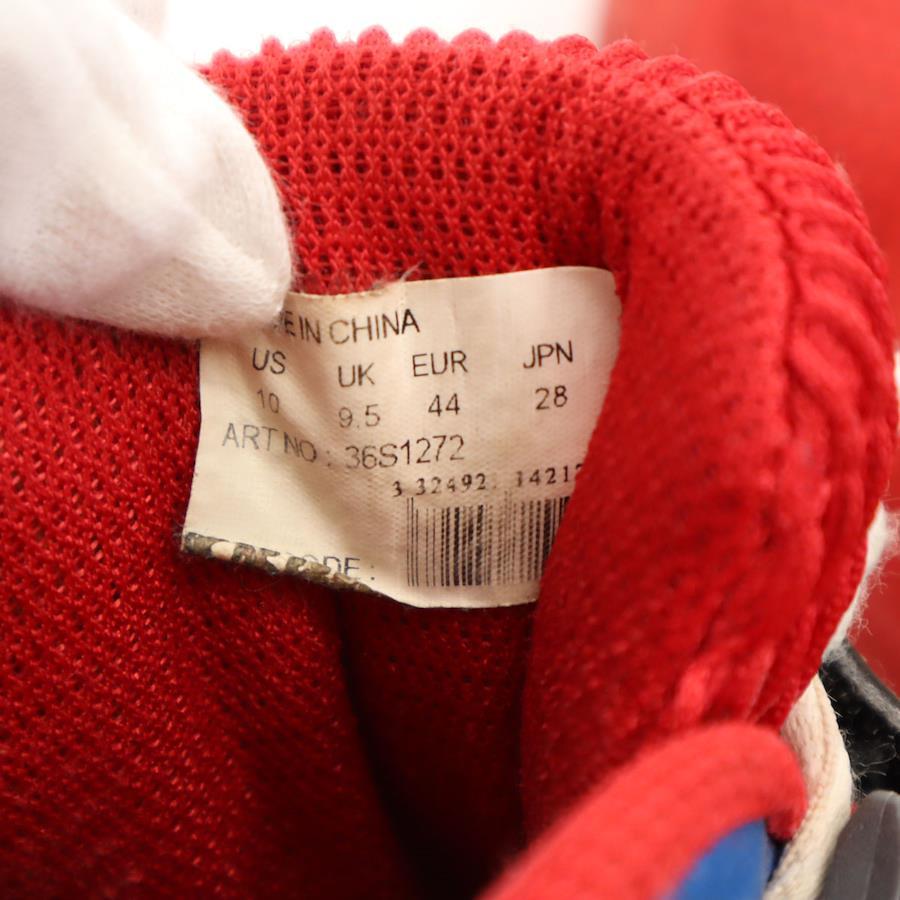 IN CHINA
US UK EUR JPN
10 9.5 44 28
ART NO : 36S1272
3 32492 1421